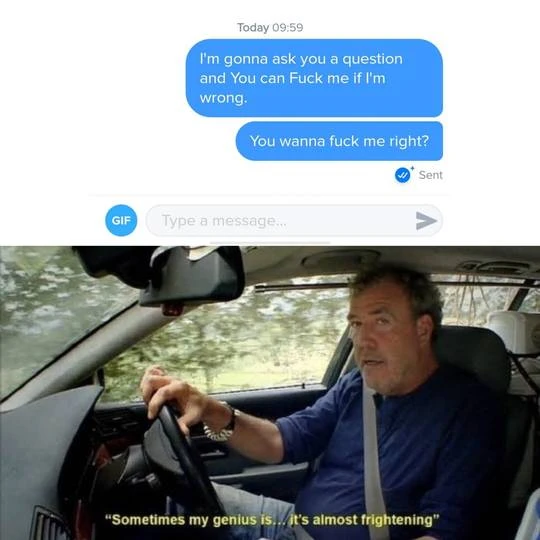 Today 09:59
I'm gonna ask you a question
and You can Fuck me if I'm
wrong.
You wanna fuck me right?
Sent
GIF
Type a message...
“Sometimes my genius is... it's almost frightening”